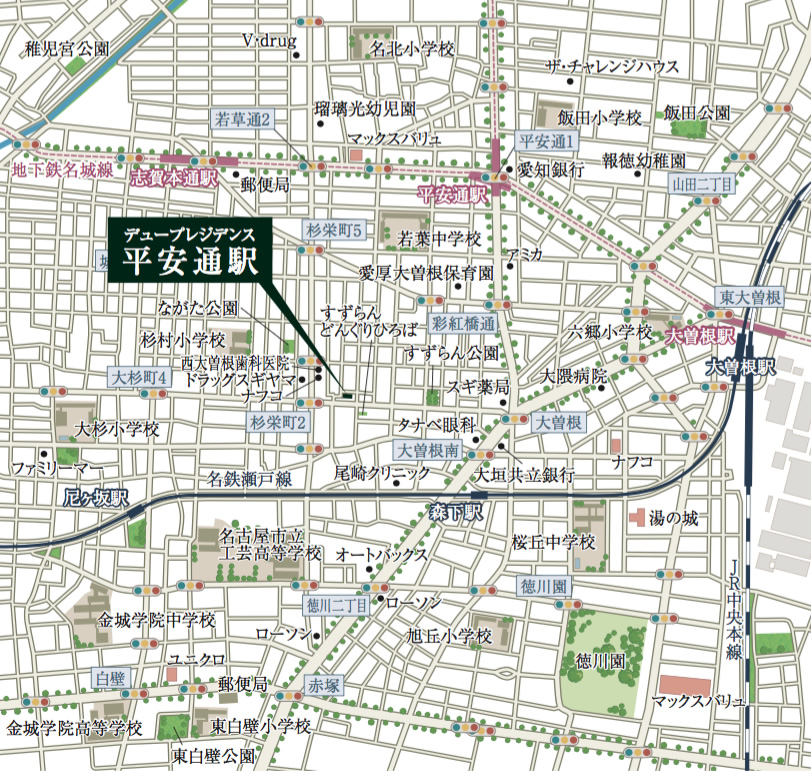 稚児宮公園
V・drug
名北小学校
ザ・チャレンジハウス
瑠璃光幼児園
飯田小学校
飯田公園
若草通2
マックスバリュ
平安通1
地下鉄名城線
志賀本通駅
郵便局
平安通駅
愛知銀行
報徳幼稚園
山田二丁目
デュープレジデンス
平安通駅
杉栄町5
若葉中学校
アミカ
愛厚大曽根保育園
東大曽根
ながた公園
すずらん
どんぐりひろば
彩紅橋通
六郷小学校
大曽根駅
杉村小学校
すずらん公園
西大曽根歯科医院
ドラッグスギヤマ
ナフコ
大曽根駅
大杉町4
スギ薬局
大隈病院
杉栄町2
大曽根
大杉小学校
タナベ眼科
大曽根南
ファミリーマー
名鉄瀬戸線
尾崎クリニック
大垣共立銀行
ナフコ
尼ヶ坂駅
森下駅
湯の城
名古屋市立
工芸高等学校
桜丘中学校
オートバックス
JR中央本線
徳川園
徳川二丁目
ローソン
金城学院中学校
ローソン
旭丘小学校
徳川園
ユニクロ
白壁
郵便局
赤塚
マックスバリュ
金城学院高等学校
東白壁小学校
東白壁公園